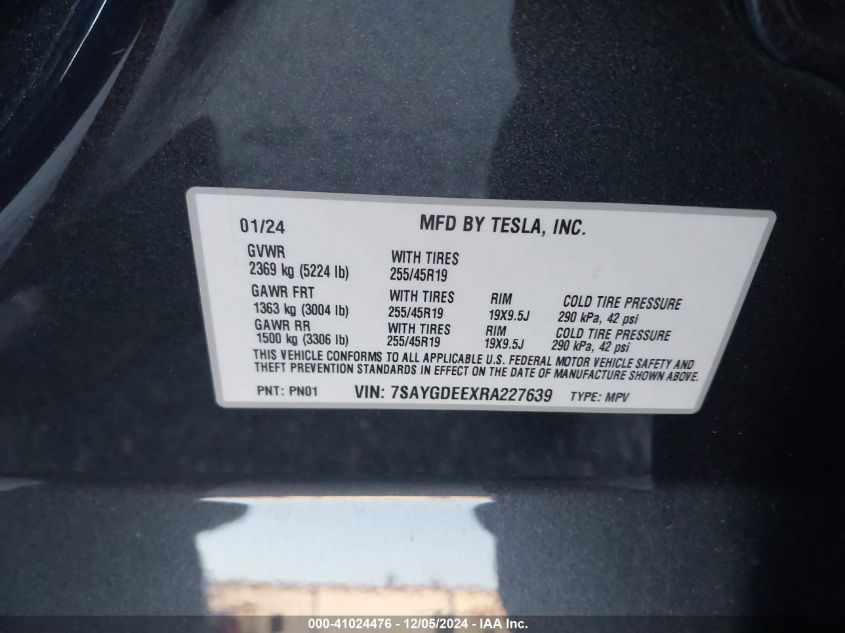 01/24 MFD BY TESLA, INC.
GVWR WITH TIRES
2369 kg (5224 lb) 255/45R19
GAWR FRT WITH TIRES RIM COLD TIRE PRESSURE
1363 kg (3004 lb) 255/45R19 19X9.5J 290 kPa, 42 psi
GAWR RR WITH TIRES RIM COLD TIRE PRESSURE
1500 kg (3306 lb) 255/45R19 19X9.5J 290 kPa, 42 psi
THIS VEHICLE CONFORMS TO ALL APPLICABLE U.S. FEDERAL MOTOR VEHICLE SAFETY AND
THEFT PREVENTION STANDARDS IN EFFECT ON THE DATE OF MANUFACTURE SHOWN ABOVE.
PNT: PN01 VIN: 7SAYGDEEXRA227639 TYPE: MPV
000-41024476 - 12/05/2024 - IAA Inc.